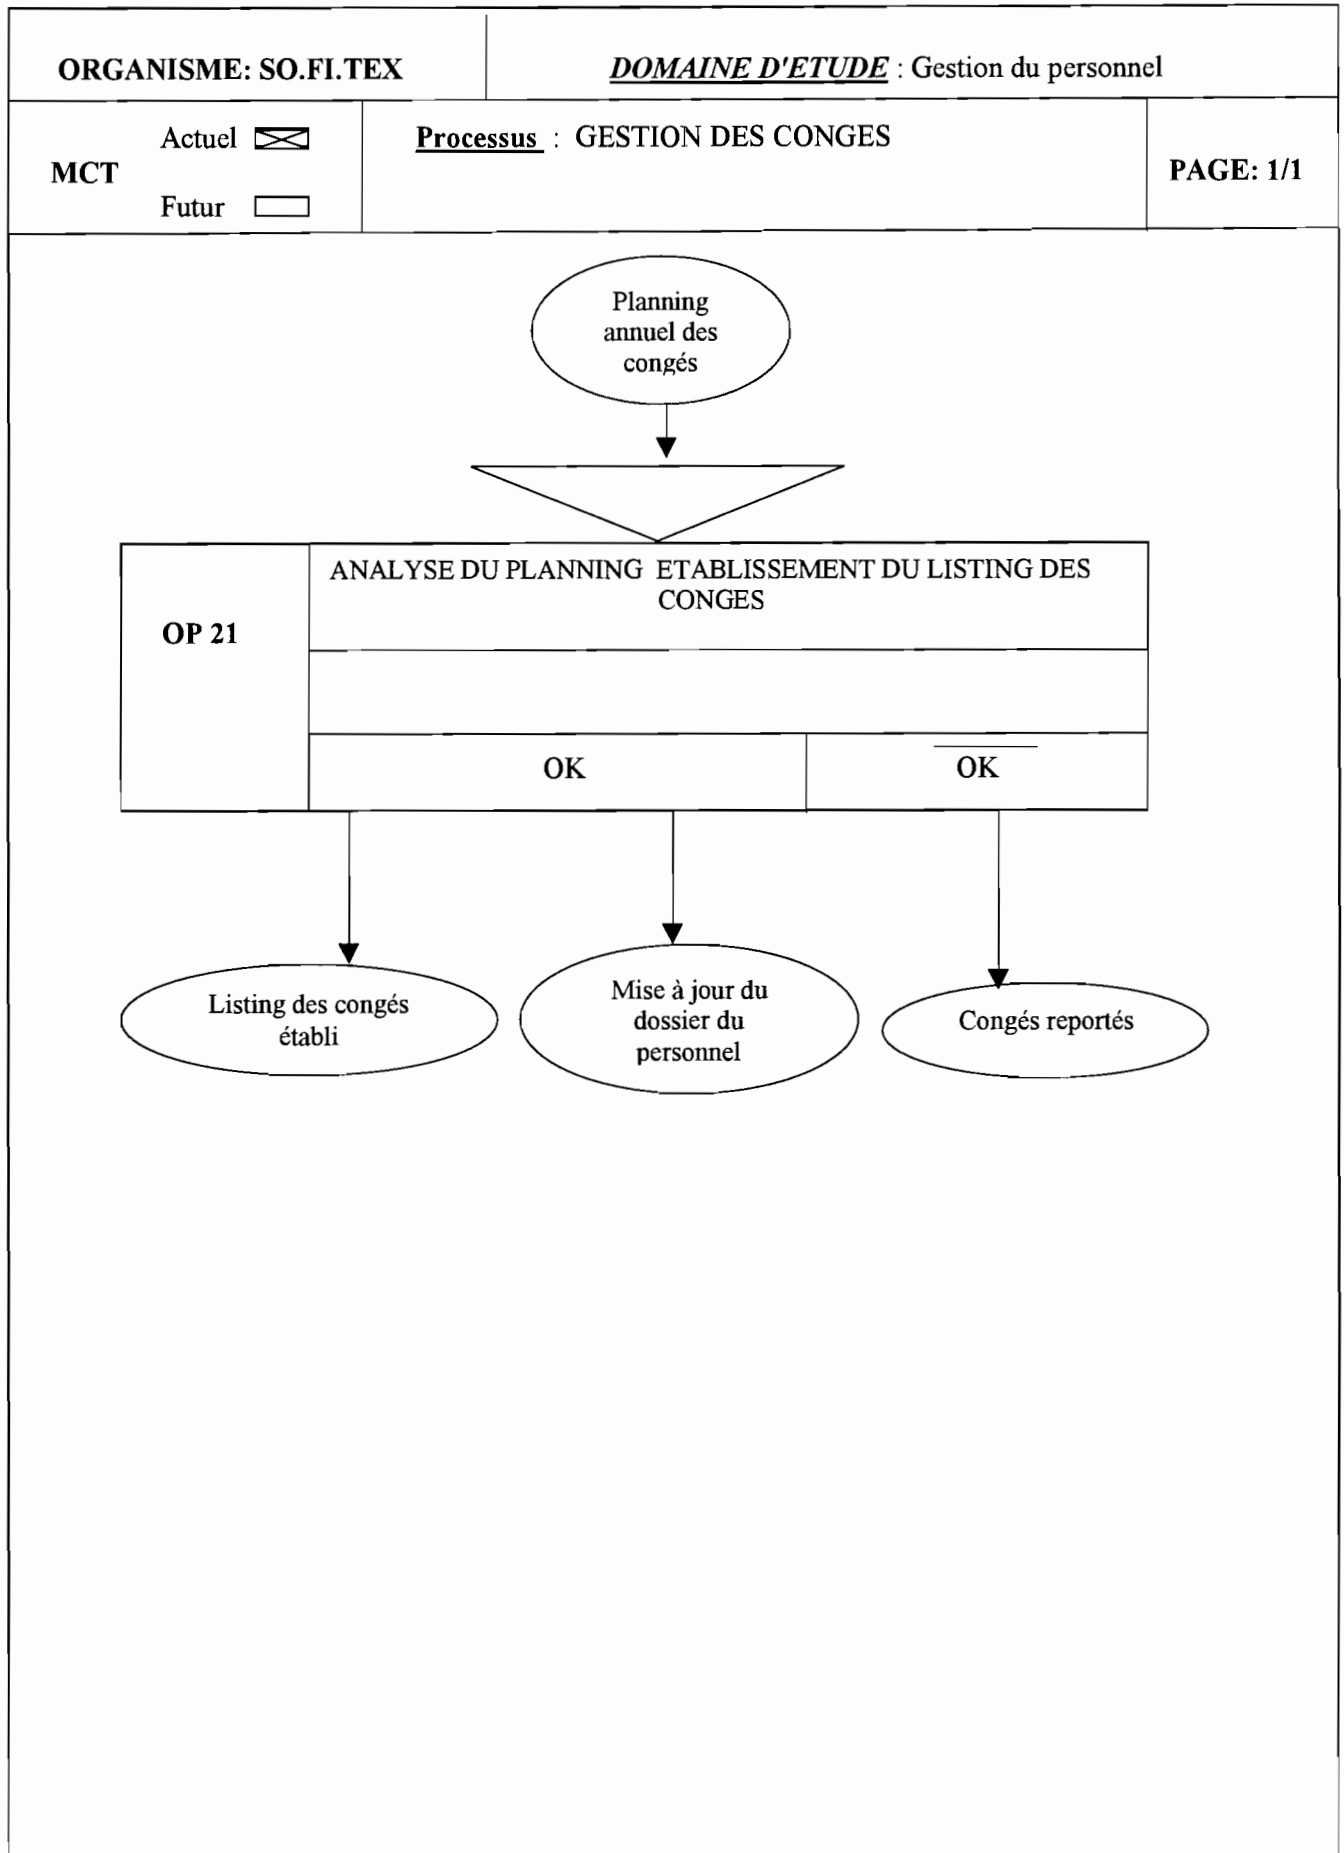 ORGANISME: SO.FI.TEX
DOMAINE D'ETUDE : Gestion du personnel
MCT
Actuel
Futur
Processus : GESTION DES CONGES
PAGE: 1/1
Planning
annuel des
congés
OP 21
ANALYSE DU PLANNING ETABLISSEMENT DU LISTING DES
CONGES
OK
OK
Listing des congés
établi
Mise à jour du
dossier du
personnel
Congés reportés